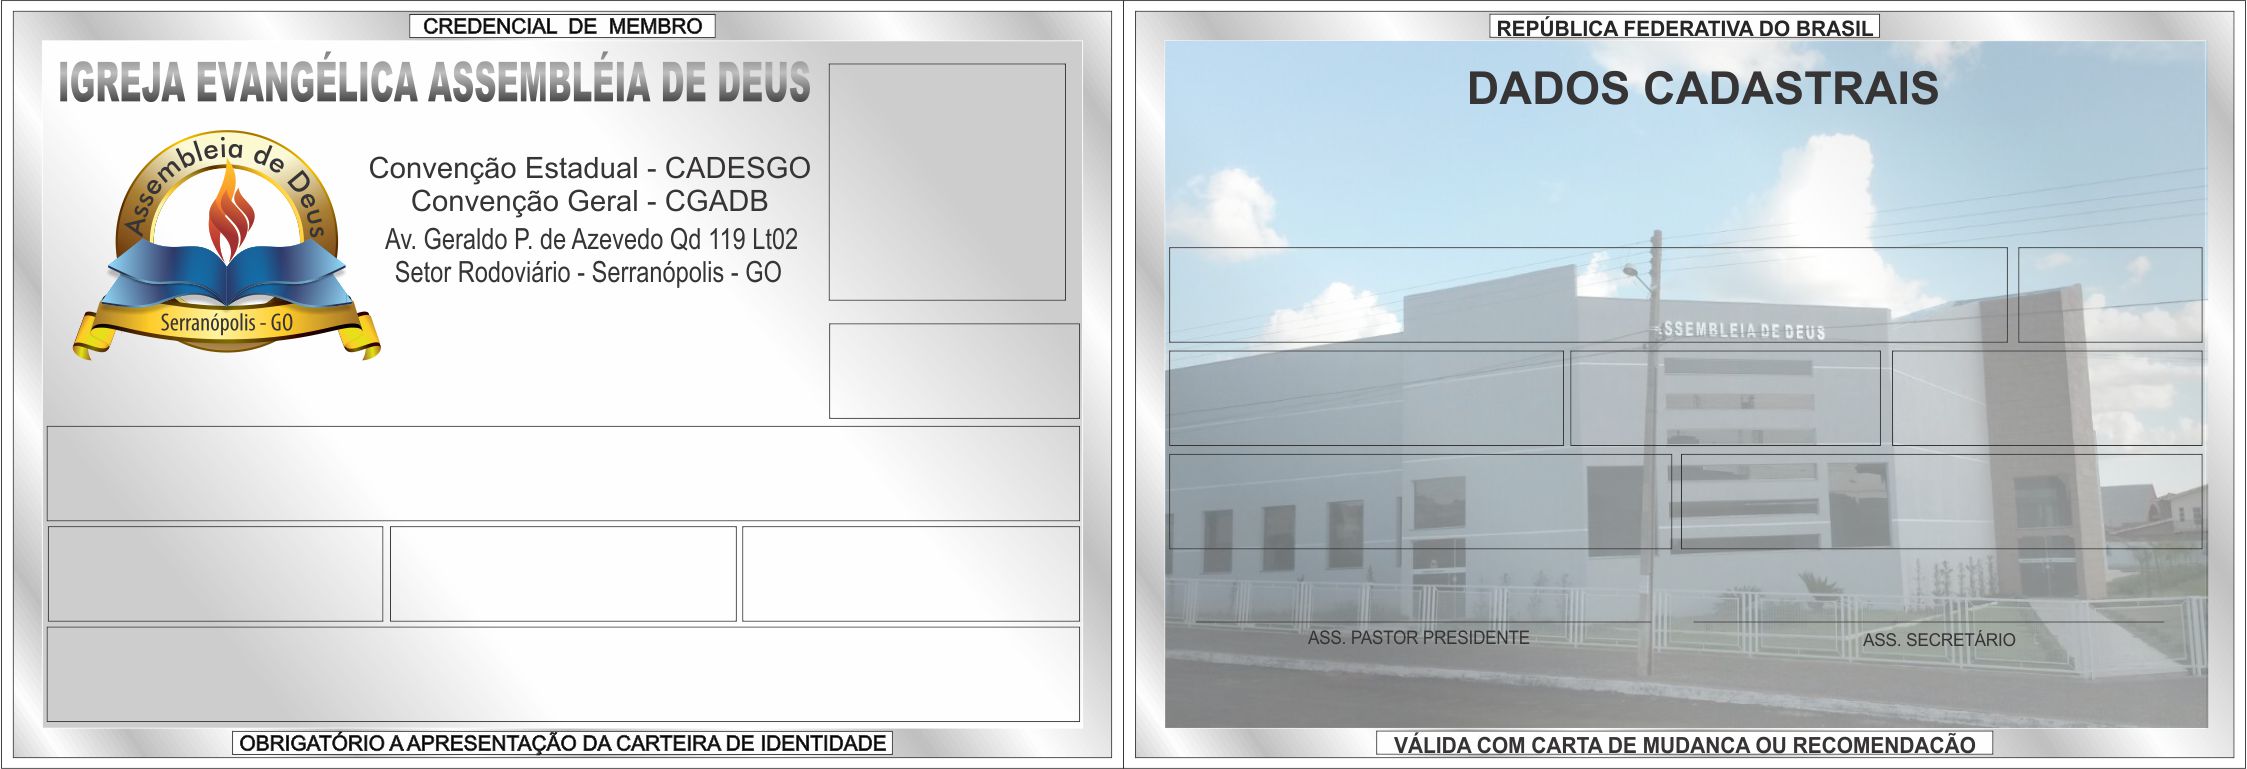 CREDENCIAL DE MEMBRO
IGREJA EVANGÉLICA ASSEMBLÉIA DE DEUS
Assembleia de Deus
Serranópolis - GO
Convenção Estadual - CADESGO
Convenção Geral - CGADB
Av. Geraldo P. de Azevedo Qd 119 Lt02
Setor Rodoviário - Serranópolis - GO
OBRIGATÓRIO A APRESENTAÇÃO DA CARTEIRA DE IDENTIDADE
REPÚBLICA FEDERATIVA DO BRASIL
DADOS CADASTRAIS
ASSEMBLEIA DE DEUS
ASS. PASTOR PRESIDENTE
ASS. SECRETÁRIO
VÁLIDA COM CARTA DE MUDANCA OU RECOMENDACÃO